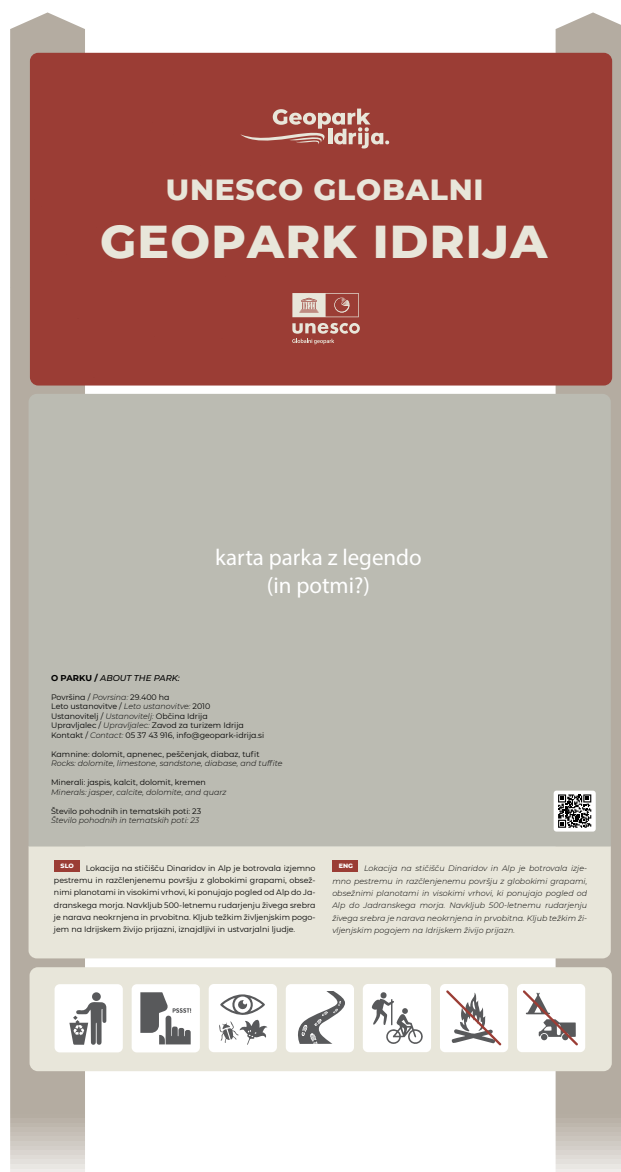 Geopark
Idrija.
UNESCO GLOBALNI
GEOPARK IDRIJA
unesco
Globalni geopark
karta parka z legendo
(in potmi?)
O PARKU / ABOUT THE PARK:
Površina / Povrsina: 29.400 ha
Leto ustanovitve / Leto ustanovitve: 2010
Ustanovitelj / Ustanovitelj: Občina Idrija
Upravljalec / Upravljalec: Zavod za turizem Idrija
Kontakt / Contact: 05 37 43 916, info@geopark-idrija.si
Kamnine: dolomit, apnenec, peščenjak, diabaz, tufit
Rocks: dolomite, limestone, sandstone, diabase, and tuffite
Minerali: jaspis, kalcit, dolomit, kremen
Minerals: jasper, calcite, dolomite, and quarz
Število pohodnih in tematskih poti: 23
Število pohodnih in tematskih poti: 23
SLO Lokacija na stičišču Dinaridov in Alp je botrovala izjemno
pestremu in razčlenjenemu površju z globokimi grapami, obsež-
nimi planotami in visokimi vrhovi, ki ponujajo pogled od Alp do Ja-
dranskega morja. Navkljub 500-letnemu rudarjenju živega srebra
je narava neokrnjena in prvobitna. Kljub težkim življenjskim pogo-
jem na Idrijskem živijo prijazni, iznajdljivi in ustvarjalni ljudje.
ENG Lokacija na stičišču Dinaridov in Alp je botrovala izje-
mno pestremu in razčlenjenemu površju z globokimi grapami,
obsežnimi planotami in visokimi vrhovi, ki ponujajo pogled od
Alp do Jadranskega morja. Navkljub 500-letnemu rudarjenju
živega srebra je narava neokrnjena in prvobitna. Kljub težkim ži-
vljenjskim pogojem na Idrijskem živijo prijazn.
PSSST!